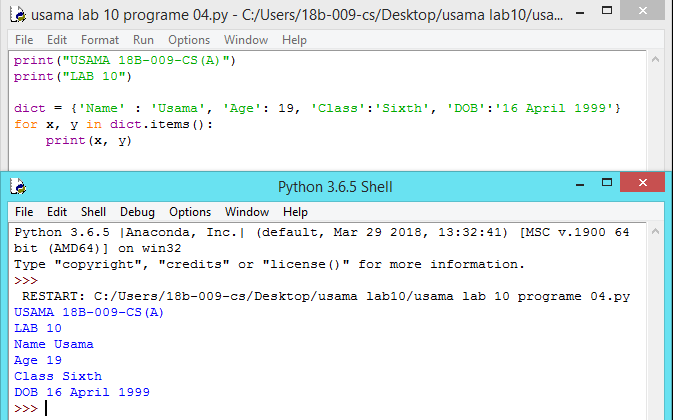 usama lab 10 programe 04.py - C:/Users/18b-009-cs/Desktop/usama lab10/usa...
File Edit Format Run Options Window Help
print("USAMA 18B-009-CS(A)")
print("LAB 10")
dict = {'Name' : 'Usama', 'Age': 19, 'Class':'Sixth', 'DOB':'16 April 1999'}
for x, y in dict.items():
    print(x, y)
Python 3.6.5 Shell
File Edit Shell Debug Options Window Help
Python 3.6.5 |Anaconda, Inc.| (default, Mar 29 2018, 13:32:41) [MSC v.1900 64
bit (AMD64)] on win32
Type "copyright", "credits" or "license()" for more information.
>>>
 RESTART: C:/Users/18b-009-cs/Desktop/usama lab10/usama lab 10 programe 04.py
USAMA 18B-009-CS(A)
LAB 10
Name Usama
Age 19
Class Sixth
DOB 16 April 1999
>>>